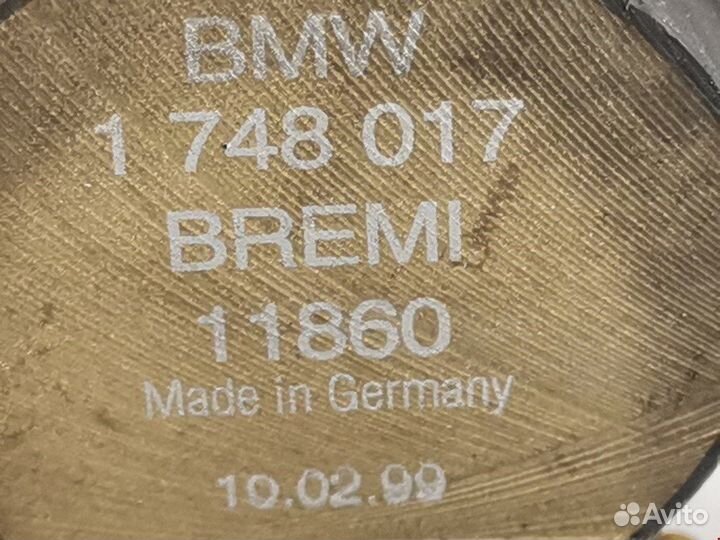 BMW
1 748 017
BREMI
11860
Made in Germany
10.02.99
Avito